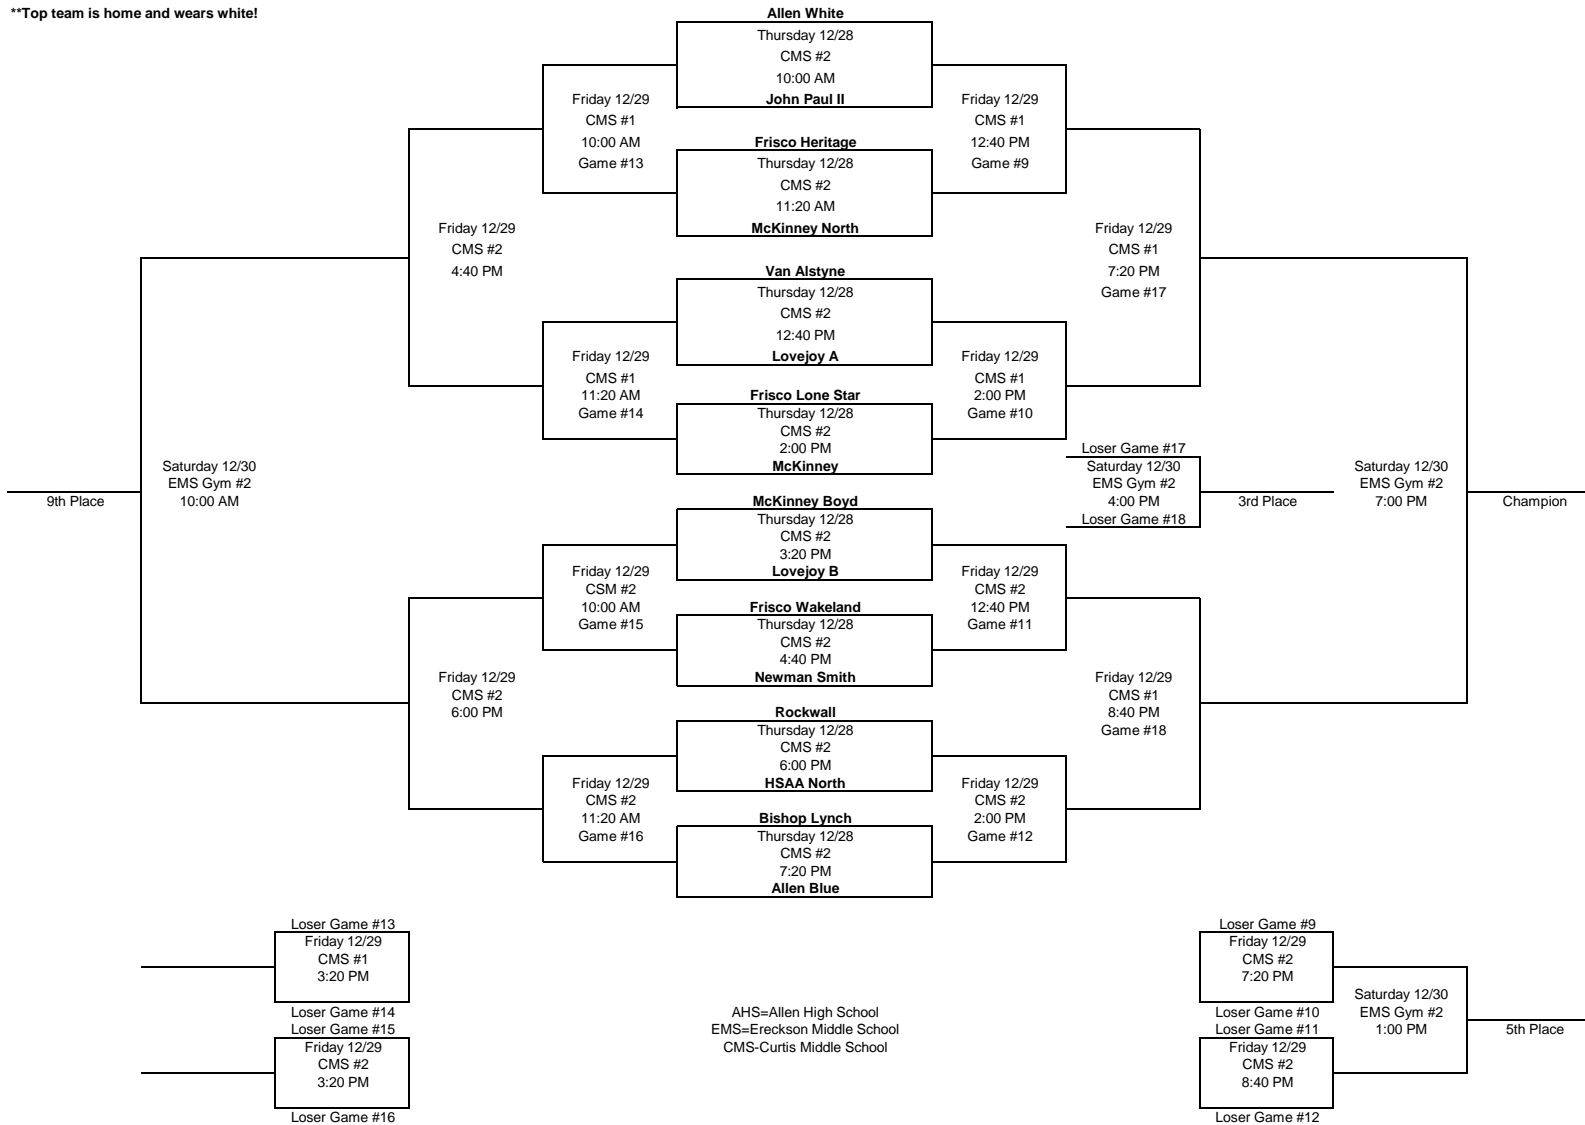 **Top team is home and wears white!
Allen White
Thursday 12/28
CMS #2
10:00 AM
John Paul II
Friday 12/29
CMS #1
10:00 AM
Game #13
Friday 12/29
CMS #1
12:40 PM
Game #9
Frisco Heritage
Thursday 12/28
CMS #2
11:20 AM
McKinney North
Friday 12/29
CMS #2
4:40 PM
Friday 12/29
CMS #1
7:20 PM
Game #17
Van Alstyne
Thursday 12/28
CMS #2
12:40 PM
Lovejoy A
Friday 12/29
CMS #1
11:20 AM
Game #14
Friday 12/29
CMS #1
2:00 PM
Game #10
Frisco Lone Star
Thursday 12/28
CMS #2
2:00 PM
McKinney
Loser Game #17
Saturday 12/30
EMS Gym #2
4:00 PM
Loser Game #18
3rd Place
Saturday 12/30
EMS Gym #2
10:00 AM
9th Place
Saturday 12/30
EMS Gym #2
7:00 PM
Champion
McKinney Boyd
Thursday 12/28
CMS #2
3:20 PM
Lovejoy B
Friday 12/29
CSM #2
10:00 AM
Game #15
Friday 12/29
CMS #2
12:40 PM
Game #11
Frisco Wakeland
Thursday 12/28
CMS #2
4:40 PM
Newman Smith
Friday 12/29
CMS #2
6:00 PM
Friday 12/29
CMS #1
8:40 PM
Game #18
Rockwall
Thursday 12/28
CMS #2
6:00 PM
HSAA North
Friday 12/29
CMS #2
11:20 AM
Game #16
Friday 12/29
CMS #2
2:00 PM
Game #12
Bishop Lynch
Thursday 12/28
CMS #2
7:20 PM
Allen Blue
Loser Game #13
Friday 12/29
CMS #1
3:20 PM
Loser Game #14
Loser Game #15
Friday 12/29
CMS #2
3:20 PM
Loser Game #16
AHS=Allen High School
EMS=Ereckson Middle School
CMS-Curtis Middle School
Loser Game #9
Friday 12/29
CMS #2
7:20 PM
Loser Game #10
Loser Game #11
Friday 12/29
CMS #2
8:40 PM
Loser Game #12
Saturday 12/30
EMS Gym #2
1:00 PM
5th Place